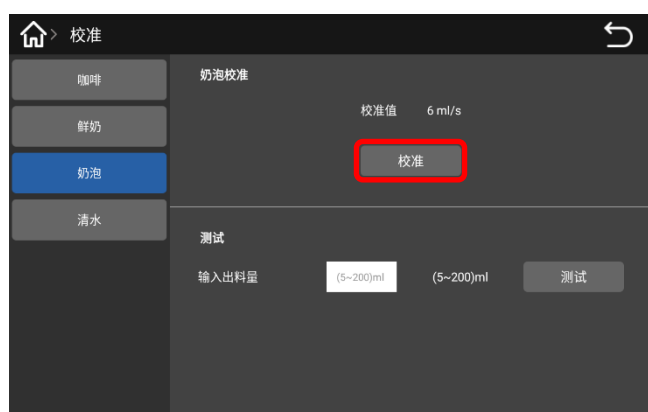 校准
咖啡
鲜奶
奶泡
清水
奶泡校准
校准值 6 ml/s
校准
测试
输入出料量 (5~200)ml (5~200)ml 测试